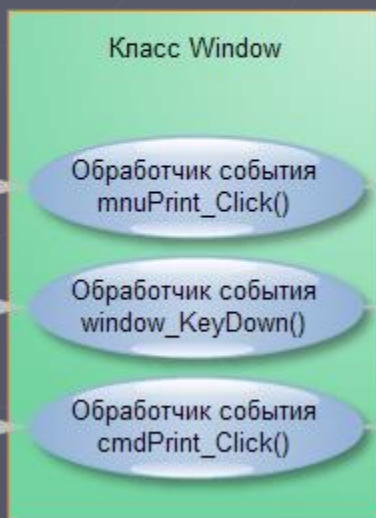 Класс Window
Обработчик события
mnuPrint_Click()
Обработчик события
window_KeyDown()
Обработчик события
cmdPrint_Click()